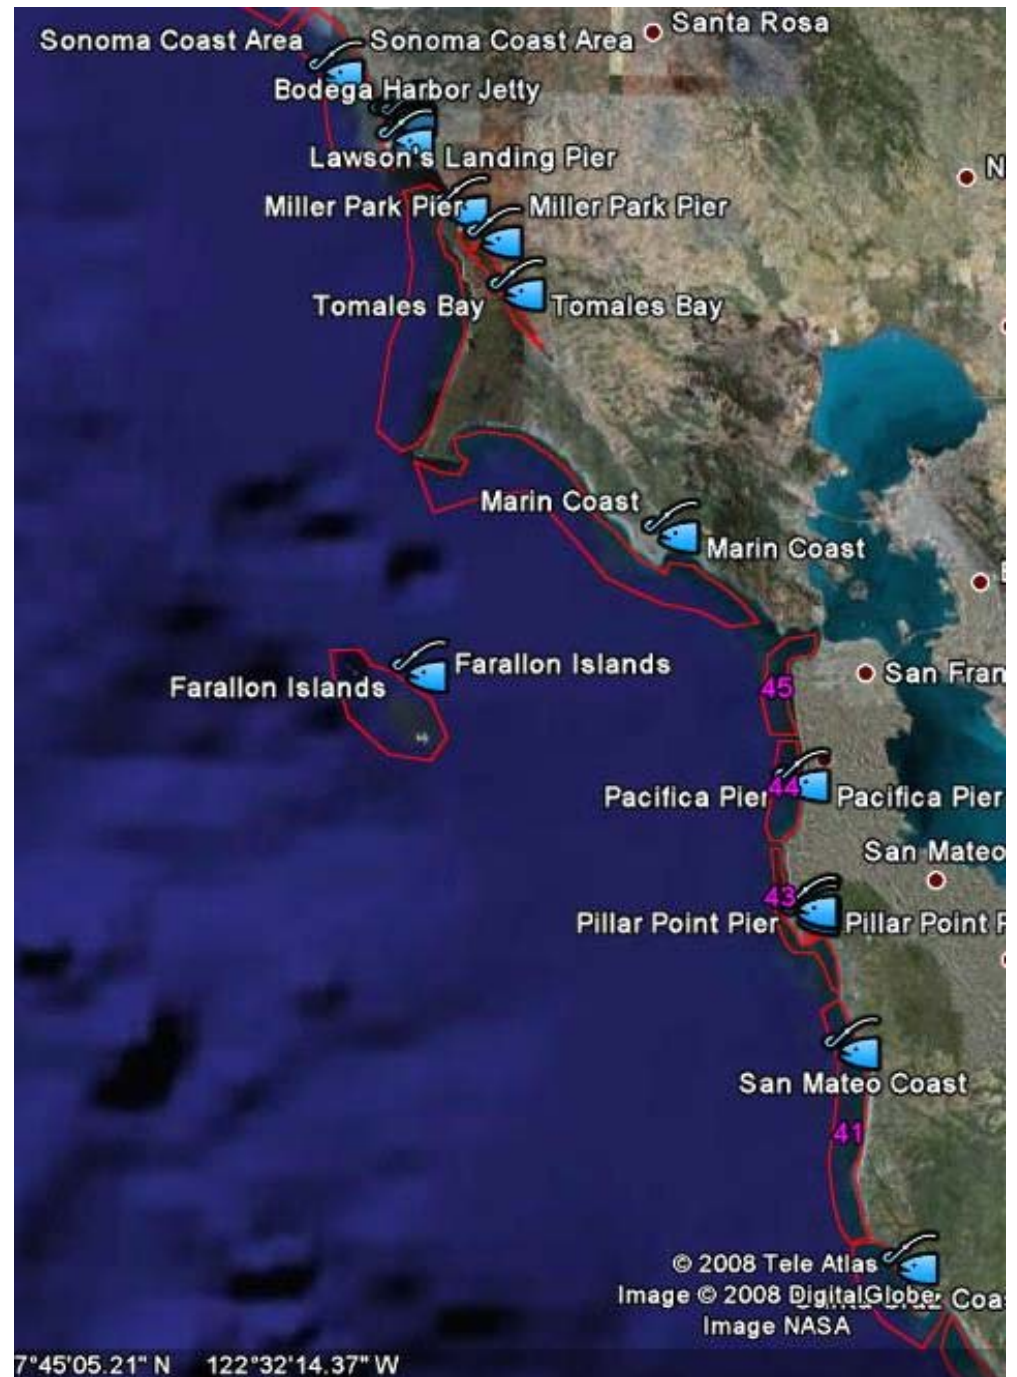 Sonoma Coast Area
Sonoma Coast Area
Santa Rosa
Bodega Harbor Jetty
Lawson's Landing Pier
N
Miller Park Pier
Miller Park Pier
Tomales Bay
Tomales Bay
Marin Coast
Marin Coast
Farallon Islands
Farallon Islands
San Fran
45
Pacifica Pier
44
Pacifica Pier
San Mateo
43
Pillar Point Pier
Pillar Point P
San Mateo Coast
41
© 2008 Tele Atlas
Image © 2008 DigitalGlobe
Coas
Image NASA
7°45'05.21" N 122°32'14.37" W